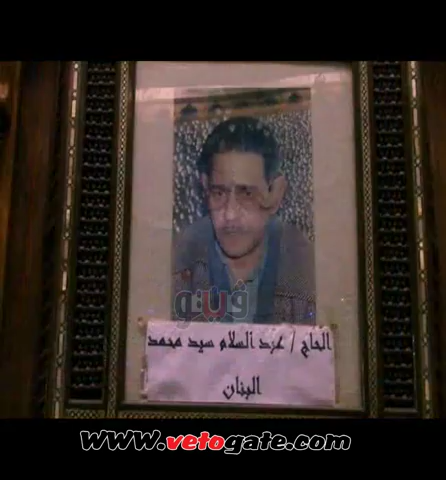 فيتو
الحاج / عبد السلام سيد محمد
البنان
www.vetogate.com